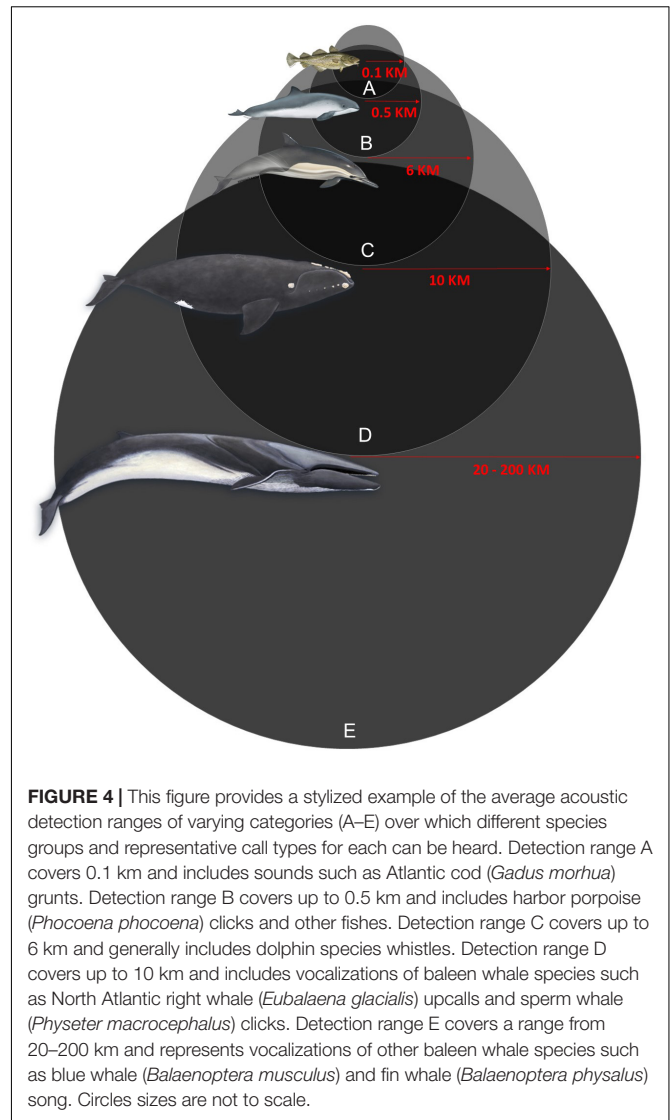 0.1 KM
A
0.5 KM
B
6 KM
C
10 KM
D
20 - 200 KM
E
FIGURE 4 | This figure provides a stylized example of the average acoustic
detection ranges of varying categories (A–E) over which different species
groups and representative call types for each can be heard. Detection range A
covers 0.1 km and includes sounds such as Atlantic cod (Gadus morhua)
grunts. Detection range B covers up to 0.5 km and includes harbor porpoise
(Phocoena phocoena) clicks and other fishes. Detection range C covers up to
6 km and generally includes dolphin species whistles. Detection range D
covers up to 10 km and includes vocalizations of baleen whale species such
as North Atlantic right whale (Eubalaena glacialis) upcalls and sperm whale
(Physeter macrocephalus) clicks. Detection range E covers a range from
20–200 km and represents vocalizations of other baleen whale species such
as blue whale (Balaenoptera musculus) and fin whale (Balaenoptera physalus)
song. Circles sizes are not to scale.